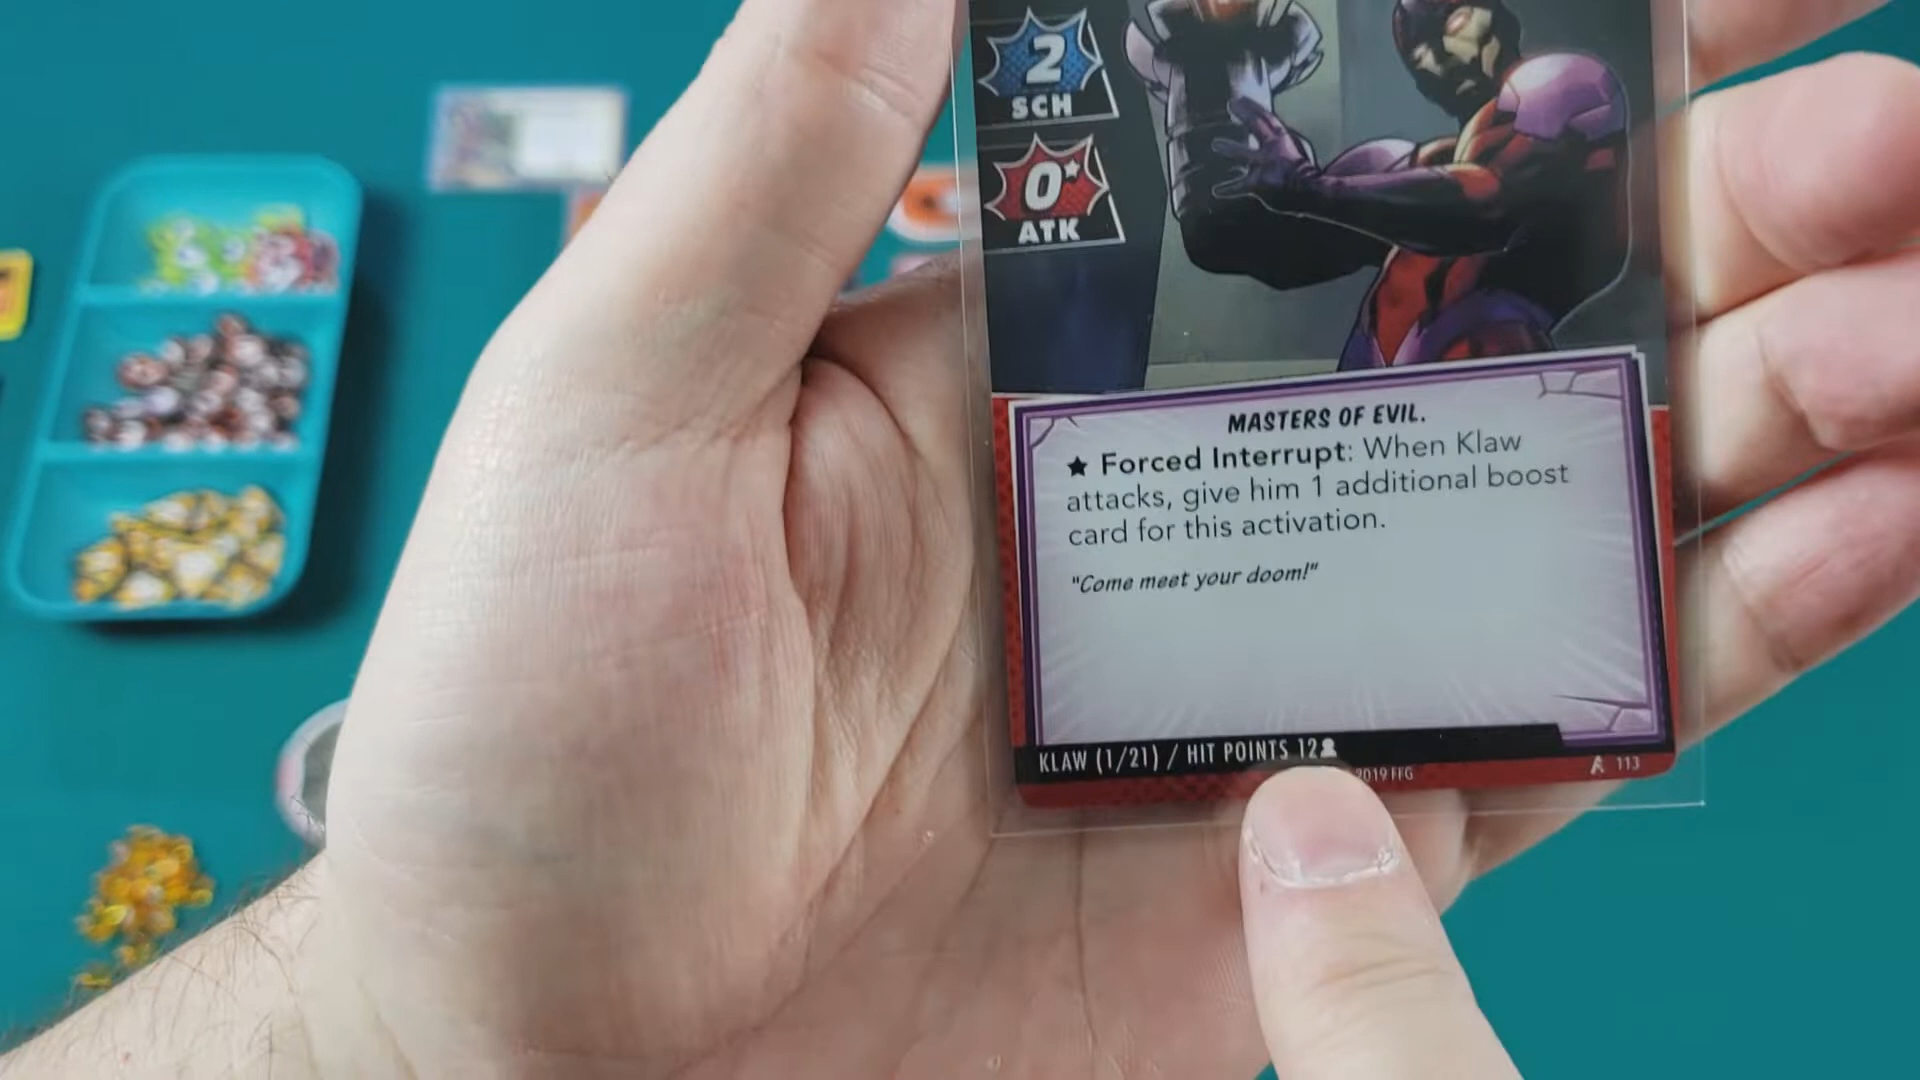 2
SCH
0
ATK
MASTERS OF EVIL.
★ Forced Interrupt: When Klaw
attacks, give him 1 additional boost
card for this activation.
"Come meet your doom!"
KLAW (1/21) / HIT POINTS 12
2019 FFG
113